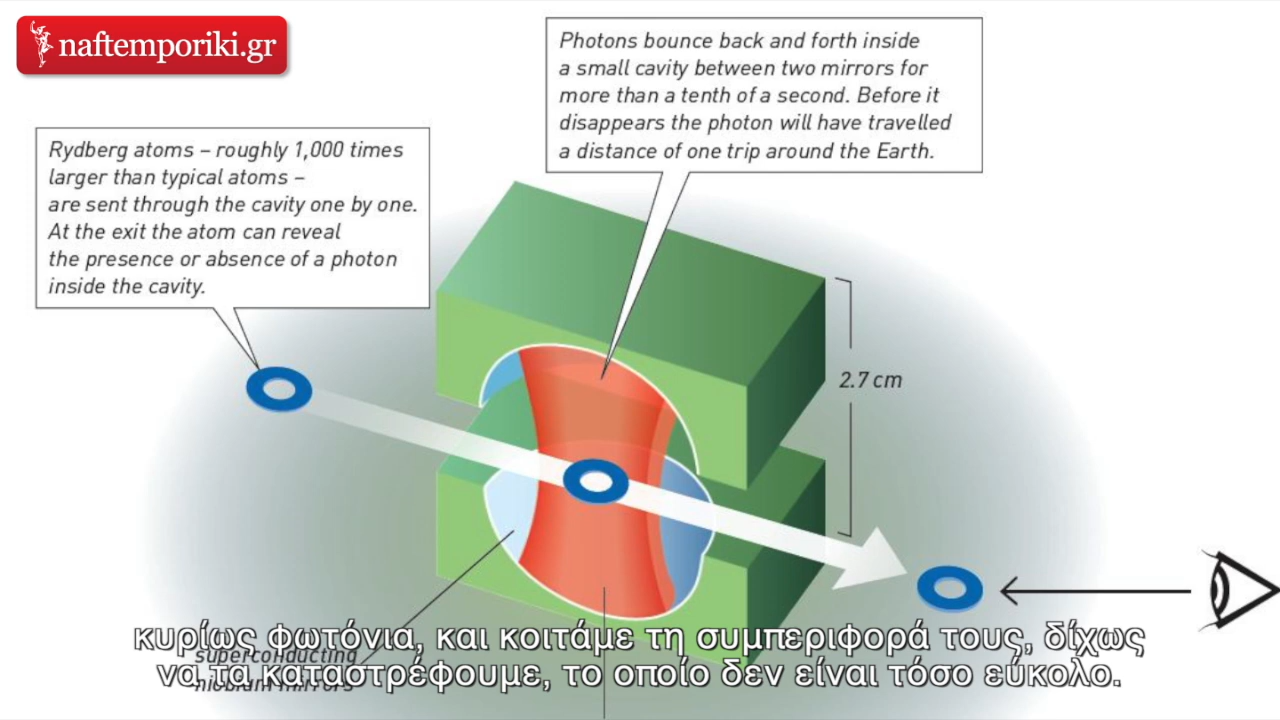 naftemporiki.gr
Photons bounce back and forth inside
a small cavity between two mirrors for
more than a tenth of a second. Before it
disappears the photon will have travelled
a distance of one trip around the Earth.
Rydberg atoms – roughly 1,000 times
larger than typical atoms –
are sent through the cavity one by one.
At the exit the atom can reveal
the presence or absence of a photon
inside the cavity.
2.7 cm
superconducting
niobium mirrors
κυρίως φωτόνια, και κοιτάμε τη συμπεριφορά τους, δίχως
να τα καταστρέφουμε, το οποίο δεν είναι τόσο εύκολο.